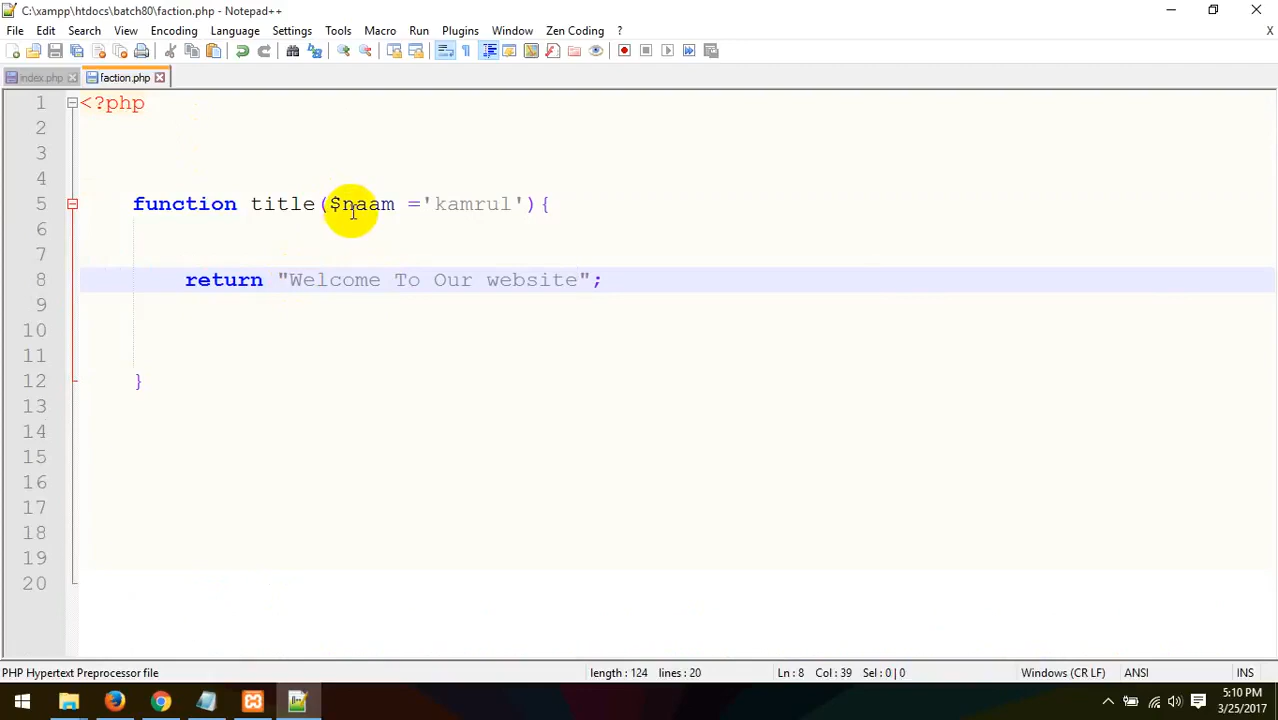 C:\xampp\htdocs\batch80\faction.php - Notepad++
File Edit Search View Encoding Language Settings Tools Macro Run Plugins Window Zen Coding ? X
index.php faction.php
1 <?php
2
3
4
5 function title($naam ='kamrul'){
6
7
8 return "Welcome To Our website";
9
10
11
12 }
13
14
15
16
17
18
19
20
PHP Hypertext Preprocessor file length : 124 lines : 20 Ln : 8 Col : 39 Sel : 0 | 0 Windows (CR LF) ANSI INS
5:10 PM
3/25/2017